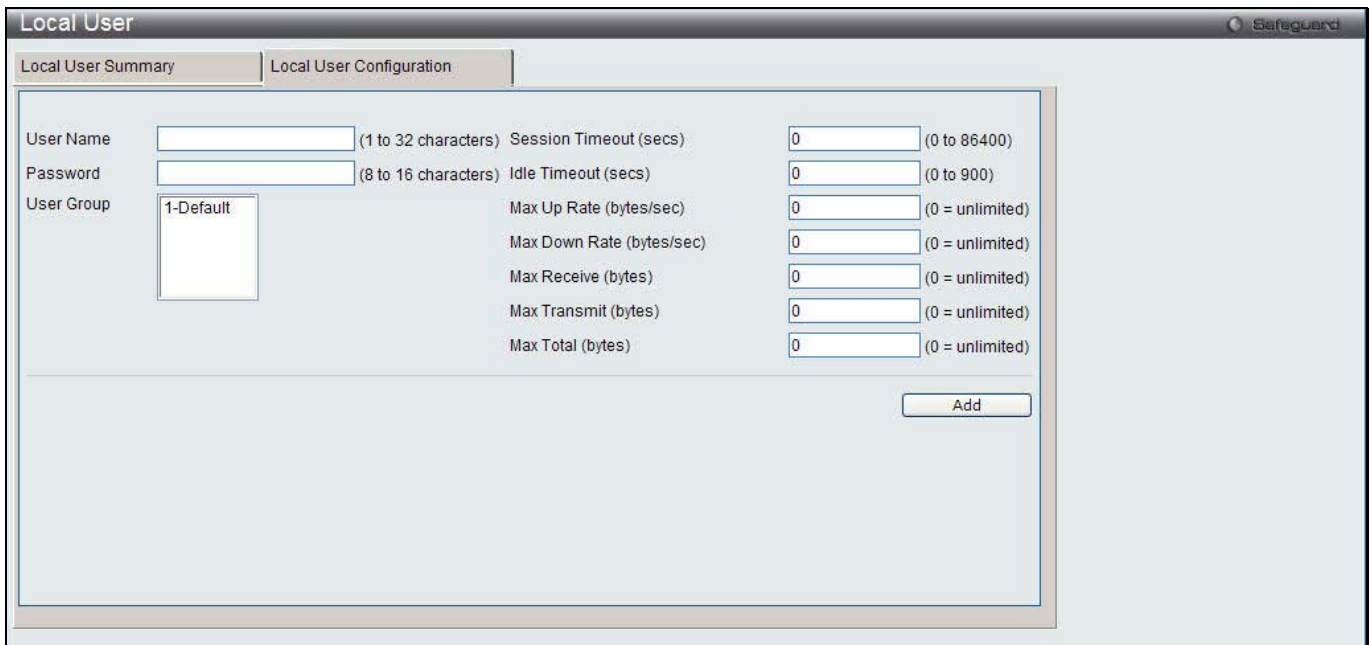 Local User
Safeguard
Local User Summary
Local User Configuration
User Name (1 to 32 characters) Session Timeout (secs) 0 (0 to 86400)
Password (8 to 16 characters) Idle Timeout (secs) 0 (0 to 900)
User Group 1-Default Max Up Rate (bytes/sec) 0 (0 = unlimited)
Max Down Rate (bytes/sec) 0 (0 = unlimited)
Max Receive (bytes) 0 (0 = unlimited)
Max Transmit (bytes) 0 (0 = unlimited)
Max Total (bytes) 0 (0 = unlimited)
Add